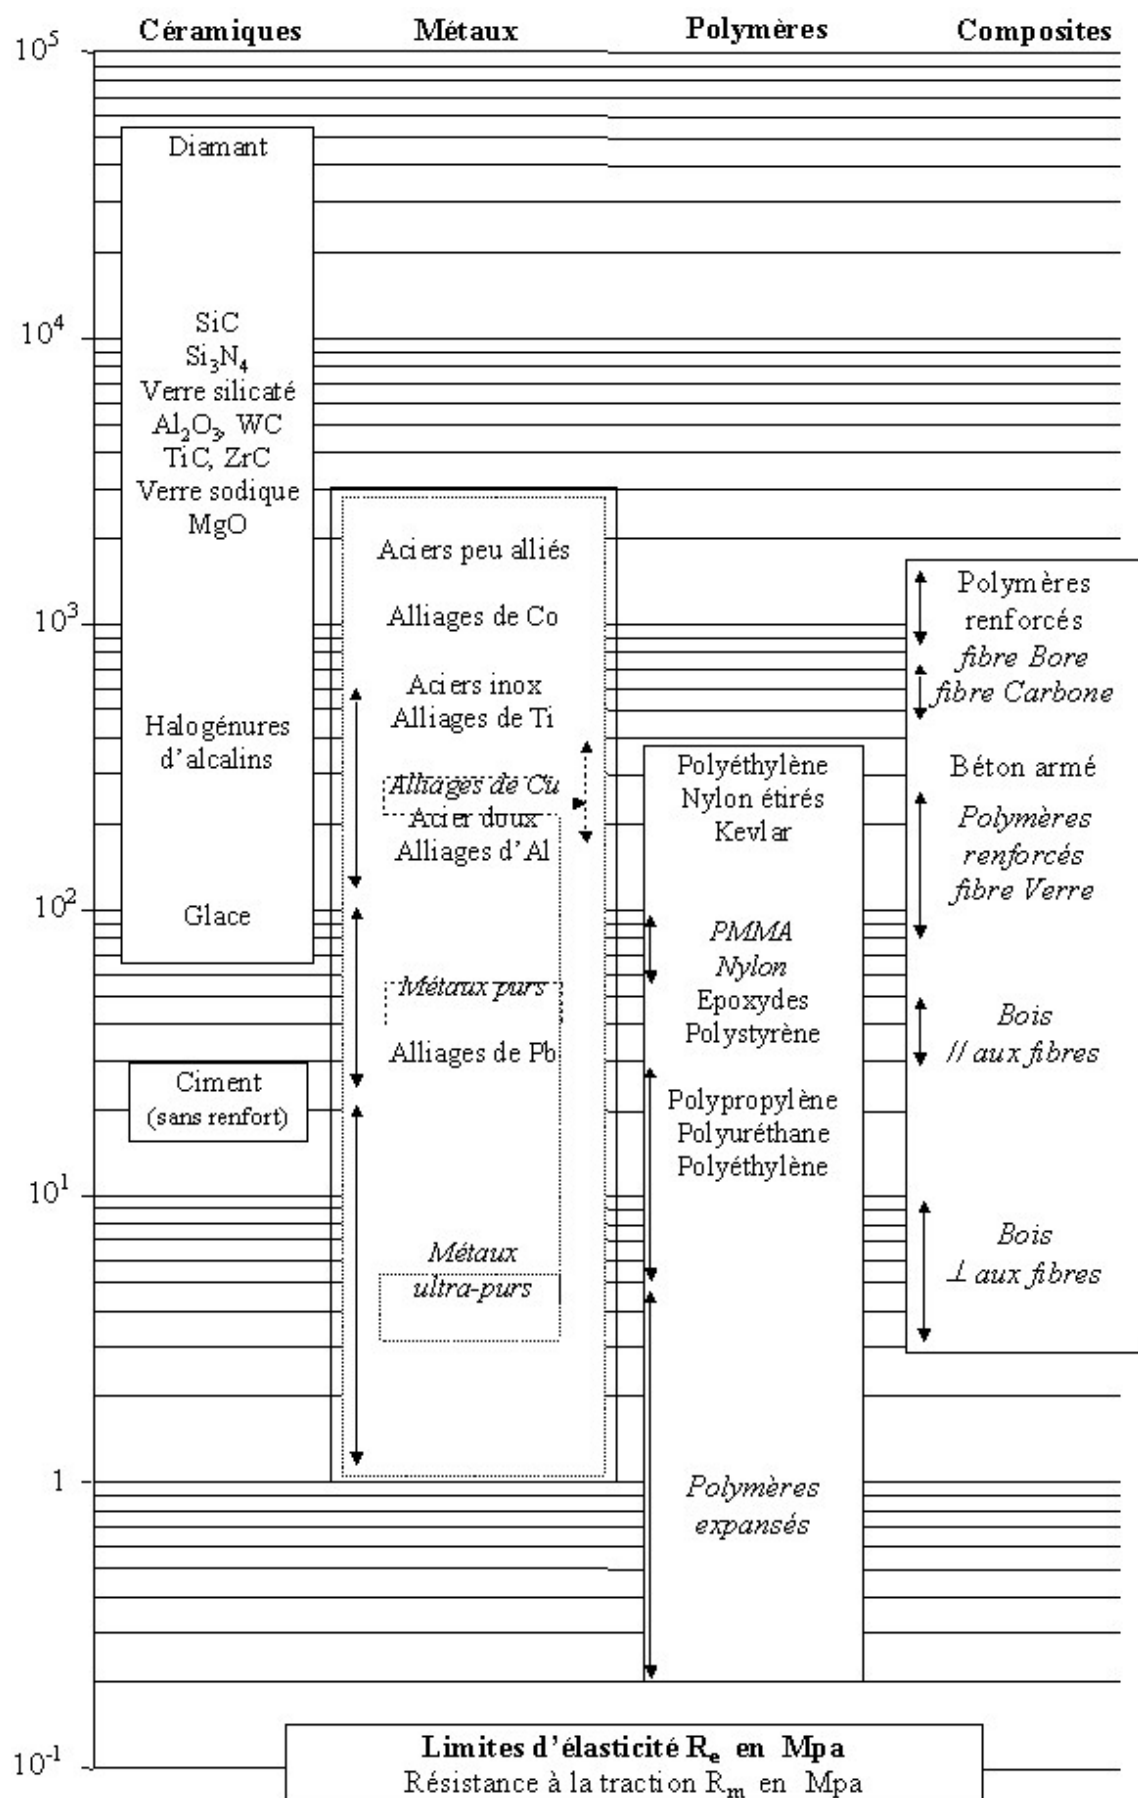 Céramiques Métaux Polymères Composites
10⁵
Diamant
SiC
10⁴
Si₃N₄
Verre silicaté
Al₂O₃, WC
TiC, ZrC
Verre sodique
MgO
Aciers peu alliés
Alliages de Co
10³
Aciers inox
Alliages de Ti
Halogénures
d'alcalins
Alliages de Cu
Acier doux
Alliages d'Al
10²
Glace
Métaux purs
Alliages de Pb
Ciment
(sans renfort)
10¹
Métaux
ultra-purs
1
Polyéthylène
Nylon étirés
Kevlar
PMMA
Nylon
Epoxydes
Polystyrène
Polypropylène
Polyuréthane
Polyéthylène
Polymères
expansés
Polymères
renforcés
fibre Bore
fibre Carbone
Béton armé
Polymères
renforcés
fibre Verre
Bois
// aux fibres
Bois
⊥ aux fibres
10⁻¹
Limites d'élasticité Rₑ en Mpa
Résistance à la traction Rₘ en Mpa